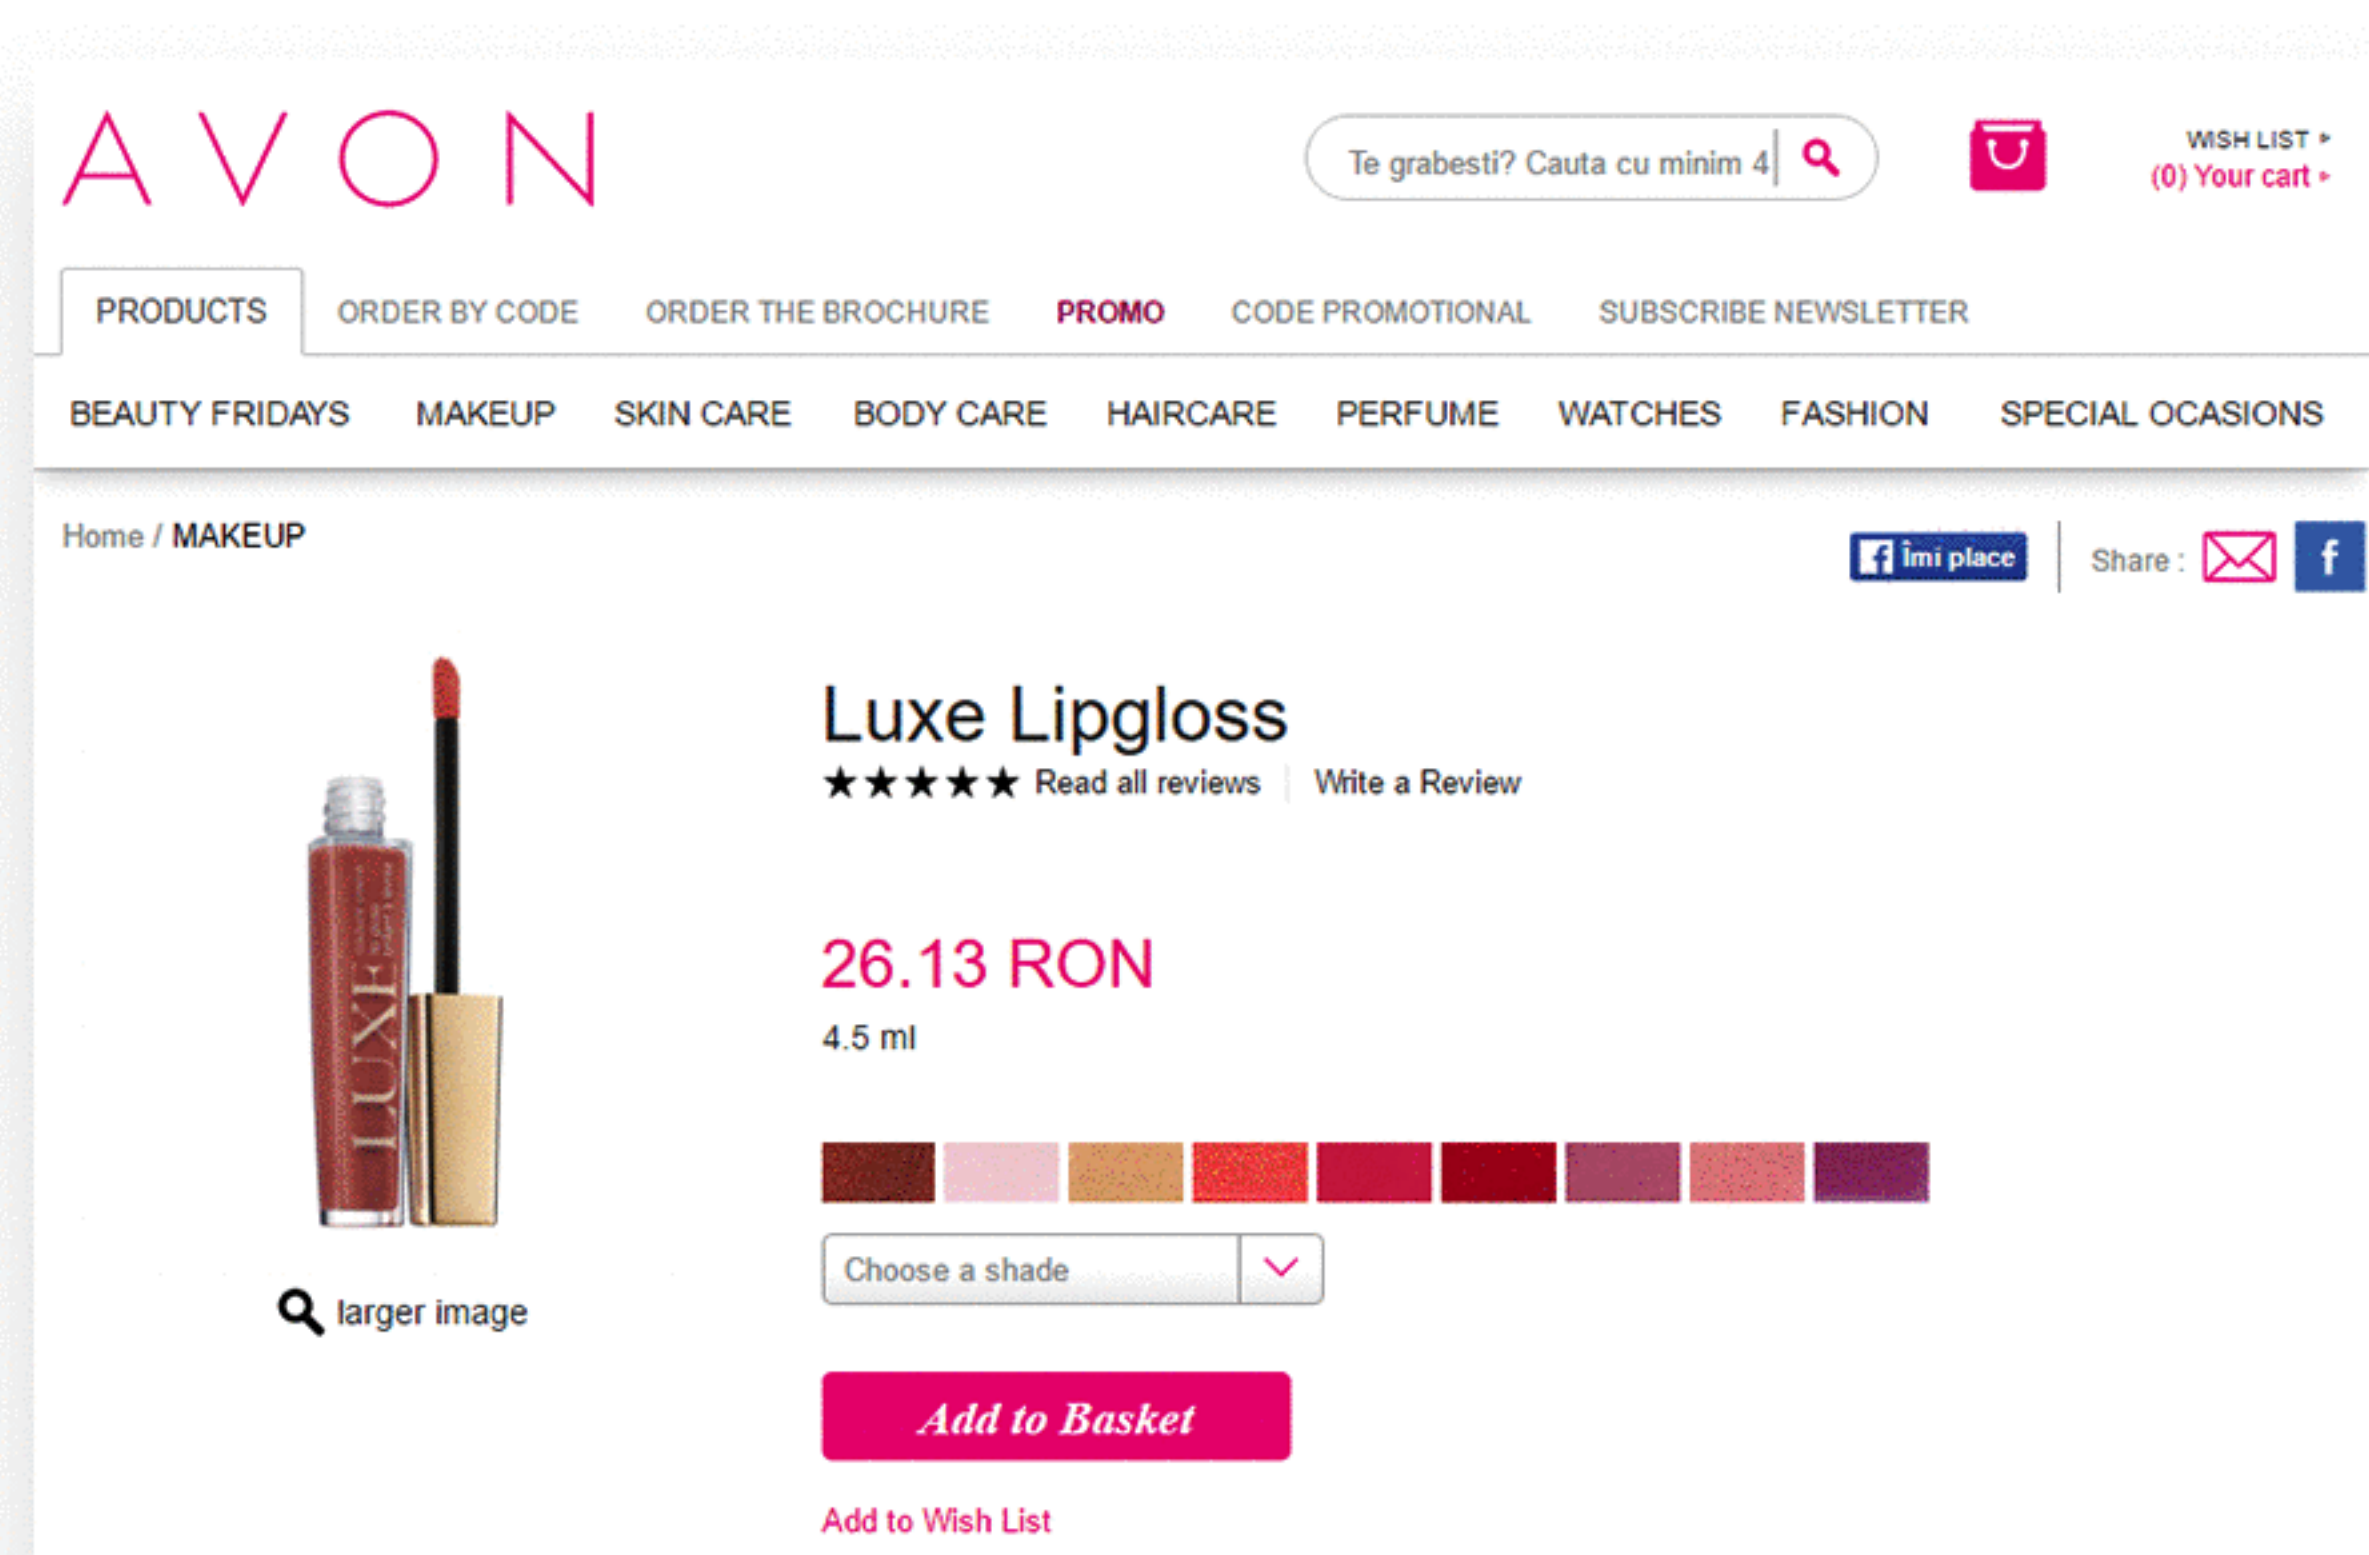 AVON
Te grabesti? Cauta cu minim 4
WISH LIST
(0) Your cart
PRODUCTS ORDER BY CODE ORDER THE BROCHURE PROMO CODE PROMOTIONAL SUBSCRIBE NEWSLETTER
BEAUTY FRIDAYS MAKEUP SKIN CARE BODY CARE HAIRCARE PERFUME WATCHES FASHION SPECIAL OCASIONS
Home / MAKEUP
f Îmi place
Share :
f
LUXE
larger image
Luxe Lipgloss
Read all reviews
Write a Review
26.13 RON
4.5 ml
Choose a shade
Add to Basket
Add to Wish List